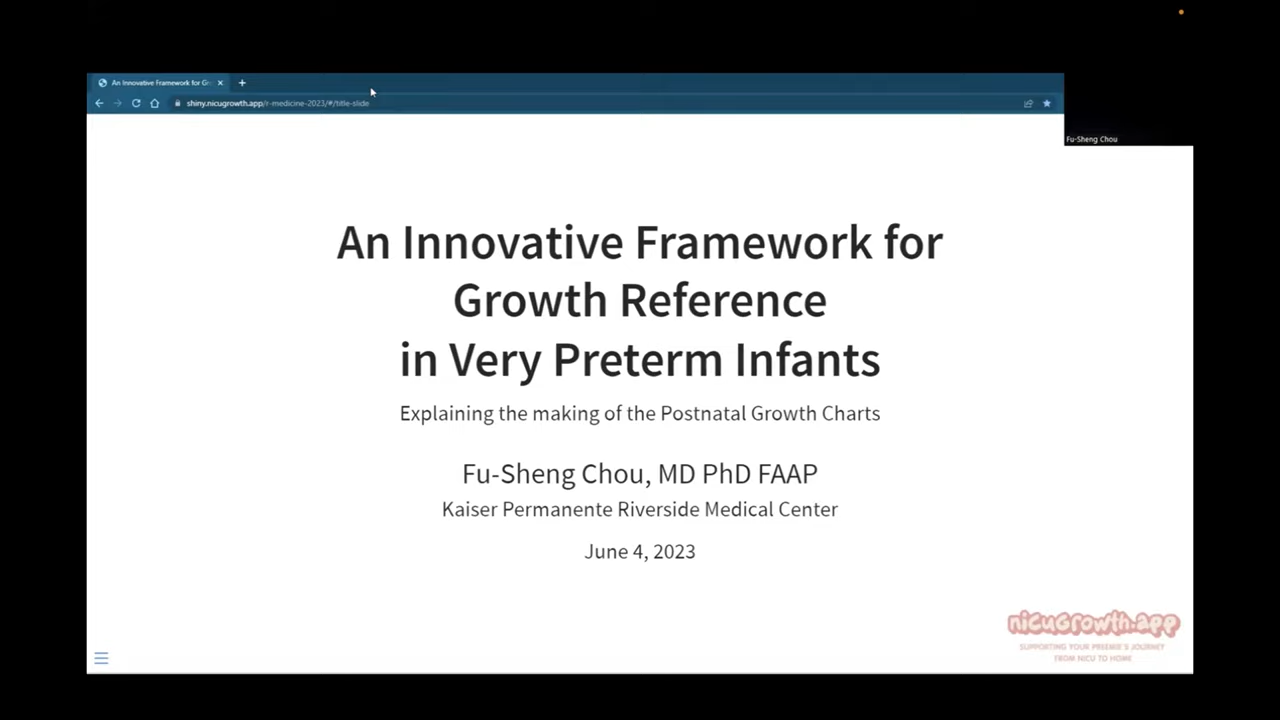 An Innovative Framework for Gr
shiny.nicugrowth.app/r-medicine-2023/#/title-slide
Fu-Sheng Chou
An Innovative Framework for
Growth Reference
in Very Preterm Infants
Explaining the making of the Postnatal Growth Charts
Fu-Sheng Chou, MD PhD FAAP
Kaiser Permanente Riverside Medical Center
June 4, 2023
nicuGrowth.app
SUPPORTING YOUR PREEMIE'S JOURNEY
FROM NICU TO HOME